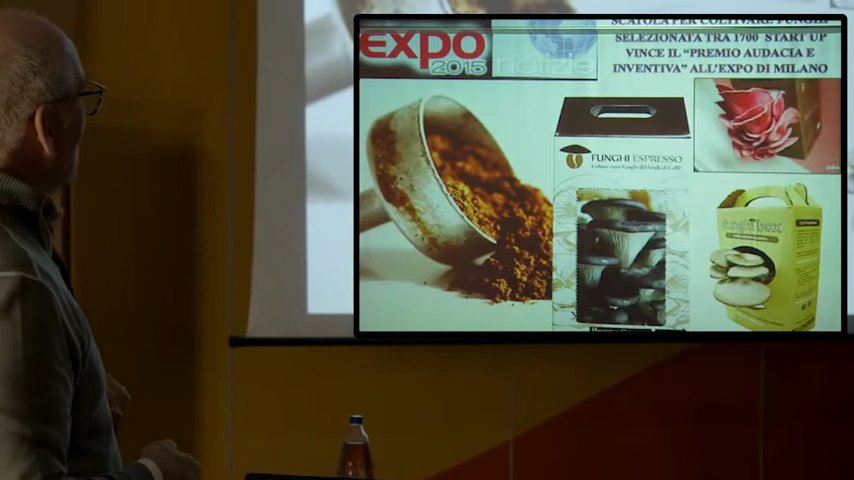 expo
2015
notizie
SCATOLA PER COLTIVARE FUNGHI
SELEZIONATA TRA 1700 START UP
VINCE IL “PREMIO AUDACIA E
INVENTIVA” ALL’EXPO DI MILANO
FUNGHI ESPRESSO
funghi box